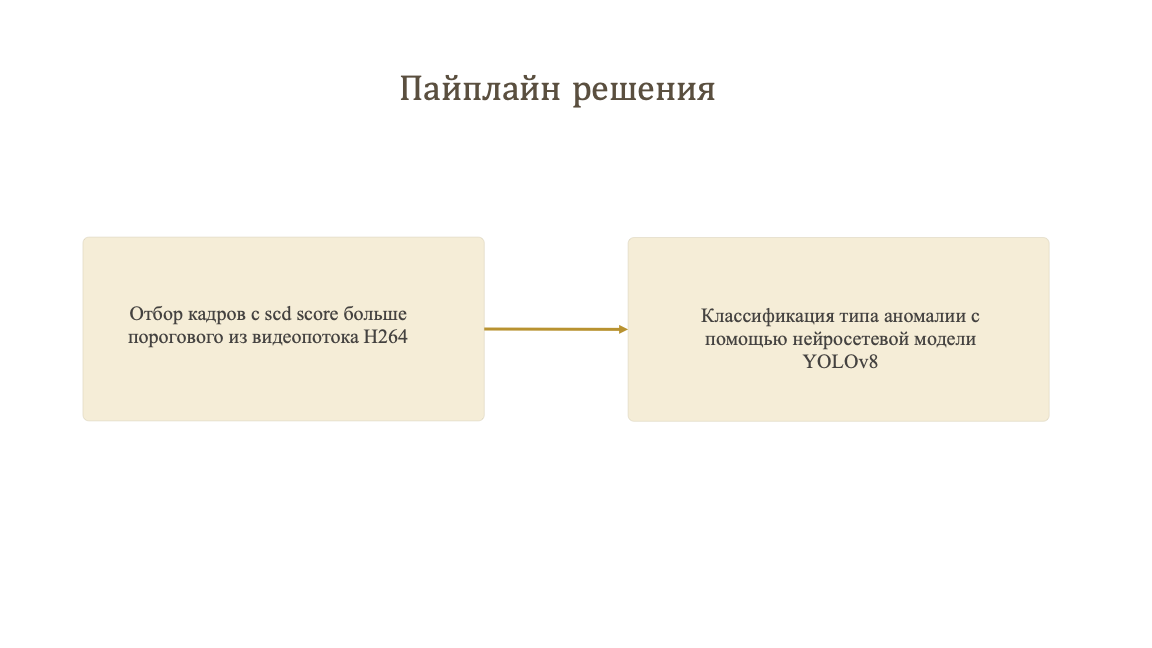 Пайплайн решения
Отбор кадров с scd score больше
порогового из видеопотока H264
Классификация типа аномалии с
помощью нейросетевой модели
YOLOv8